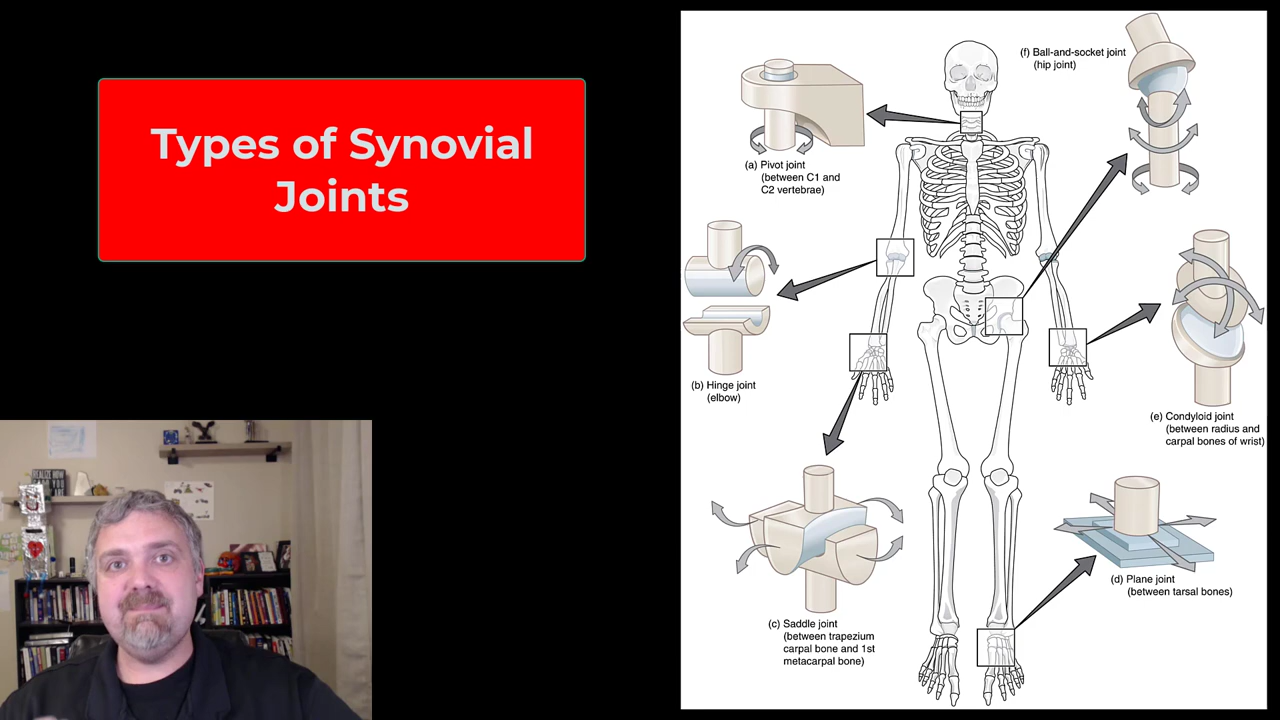 Types of Synovial
Joints
(a) Pivot joint
(between C1 and
C2 vertebrae)
(f) Ball-and-socket joint
(hip joint)
(b) Hinge joint
(elbow)
(e) Condyloid joint
(between radius and
carpal bones of wrist)
(c) Saddle joint
(between trapezium
carpal bone and 1st
metacarpal bone)
(d) Plane joint
(between tarsal bones)